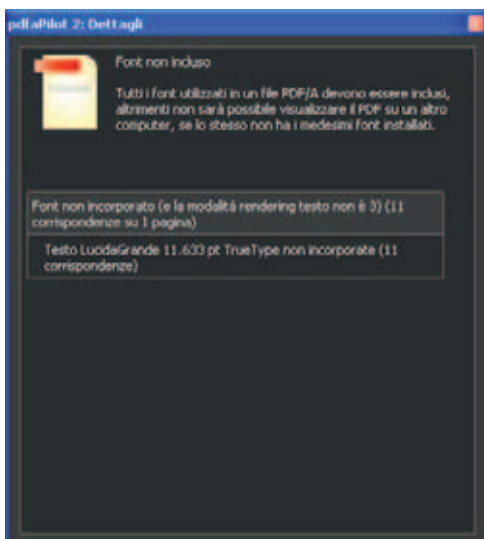 pdfaPilot 2: Dettagli
Font non incluso
Tutti i font utilizzati in un file PDF/A devono essere inclusi,
altrimenti non sarà possibile visualizzare il PDF su un altro
computer, se lo stesso non ha i medesimi font installati.
Font non incorporato (e la modalità rendering testo non è 3) (11
corrispondenze su 1 pagina)
Testo LucidaGrande 11.633 pt TrueType non incorporate (11
corrispondenze)